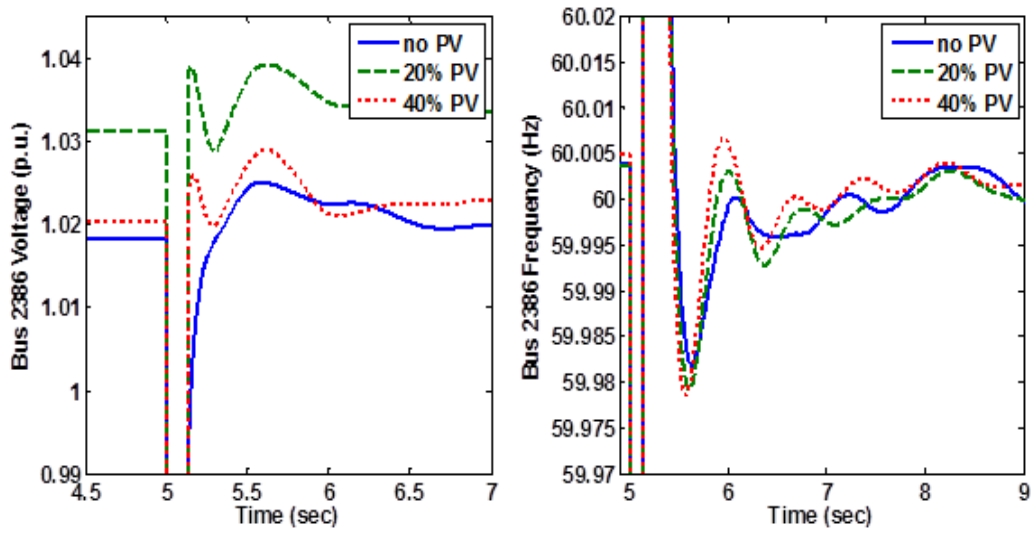 Bus 2386 Voltage (p.u.)
1.04
1.03
1.02
1.01
1
0.99
4.5 5 5.5 6 6.5 7
Time (sec)
no PV
20% PV
40% PV
Bus 2386 Frequency (Hz)
60.02
60.015
60.01
60.005
60
59.995
59.99
59.985
59.98
59.975
59.97
5 6 7 8 9
Time (sec)
no PV
20% PV
40% PV